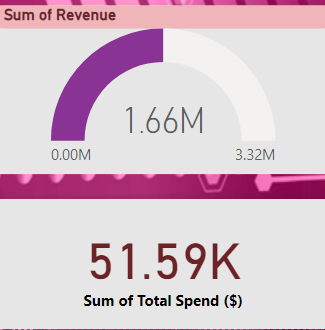 Sum of Revenue
1.66M
0.00M 3.32M
51.59K
Sum of Total Spend ($)